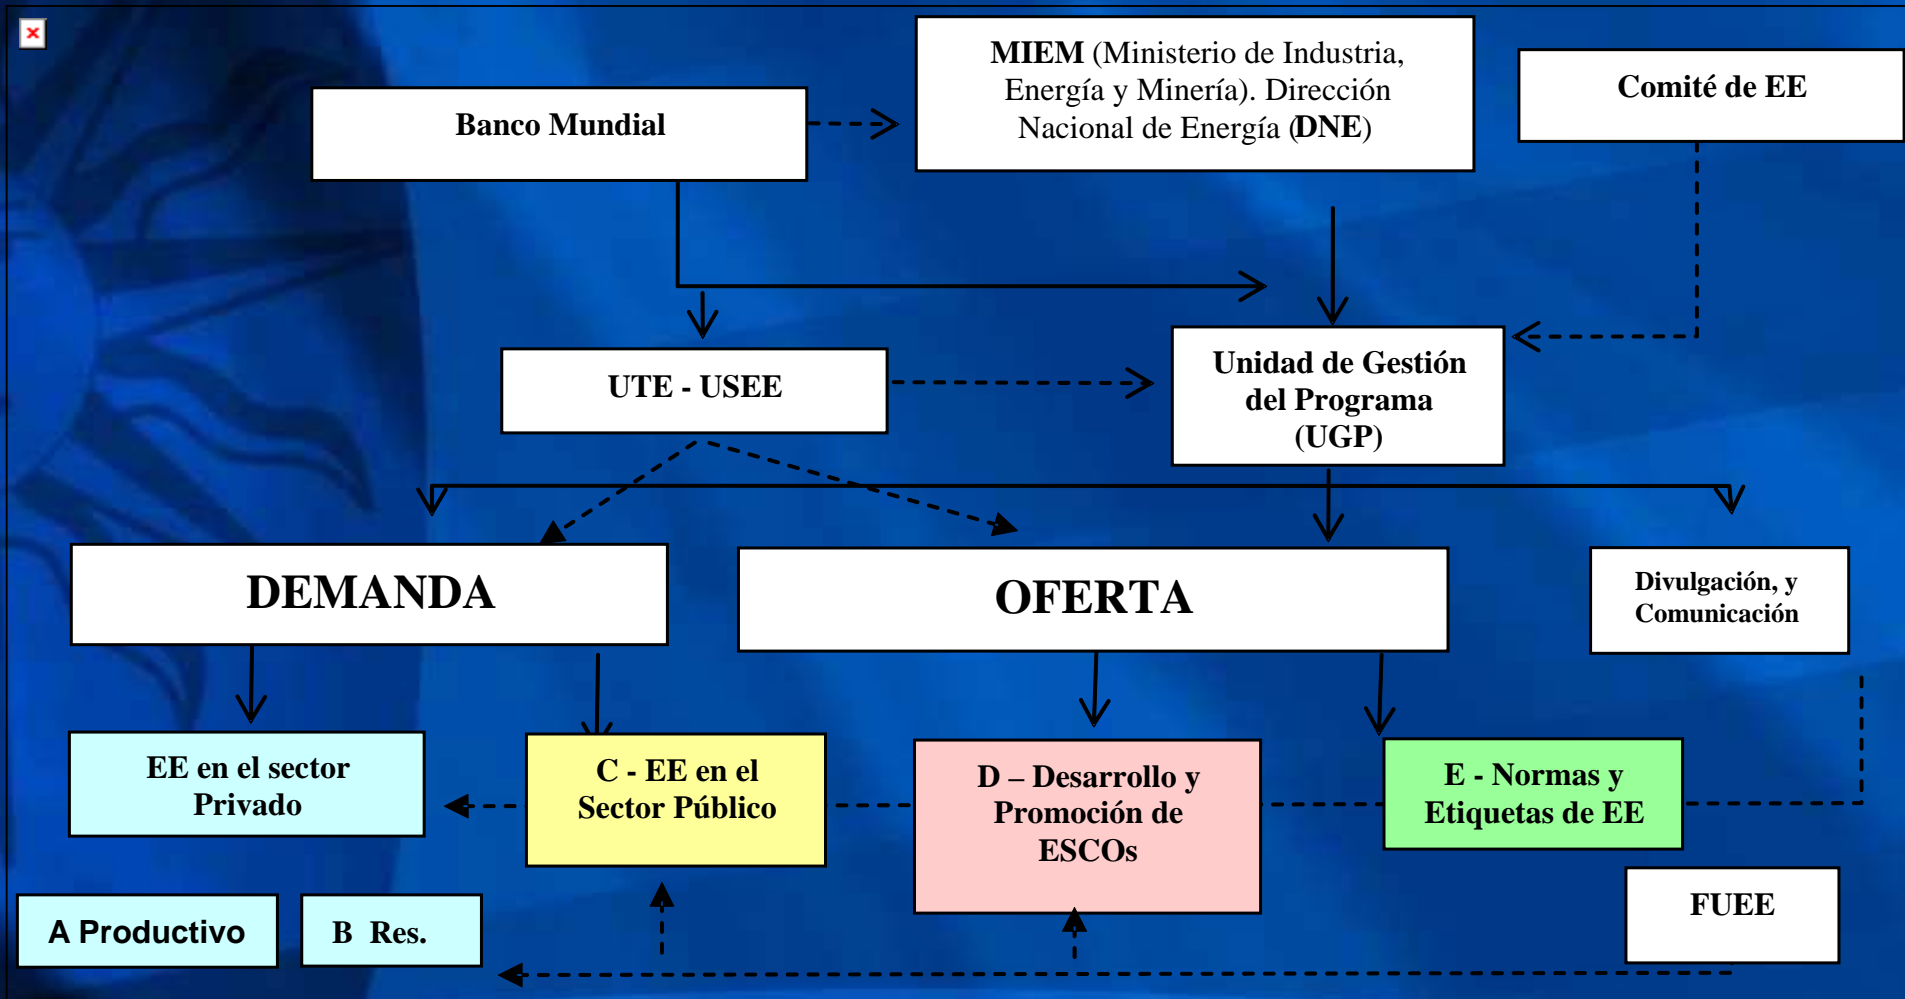 MIEM (Ministerio de Industria,
Energía y Minería). Dirección
Nacional de Energía (DNE)
Comité de EE
Banco Mundial
UTE - USEE
Unidad de Gestión
del Programa
(UGP)
DEMANDA
OFERTA
Divulgación, y
Comunicación
EE en el sector
Privado
C - EE en el
Sector Público
D – Desarrollo y
Promoción de
ESCOs
E - Normas y
Etiquetas de EE
A Productivo
B Res.
FUEE